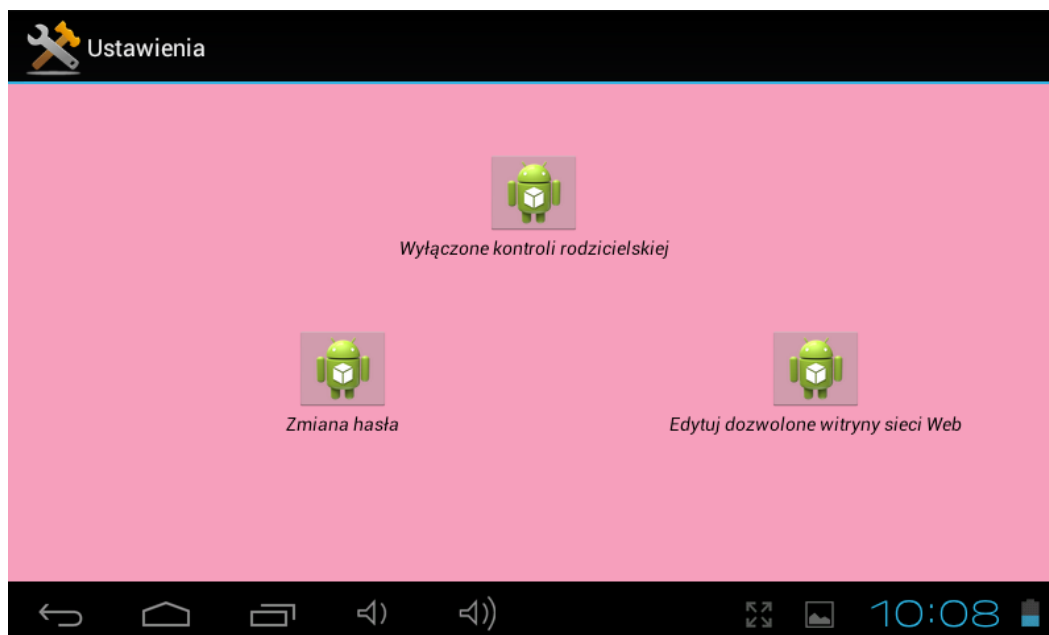 Ustawienia
Wyłączone kontroli rodzicielskiej
Zmiana hasła
Edytuj dozwolone witryny sieci Web
10:08